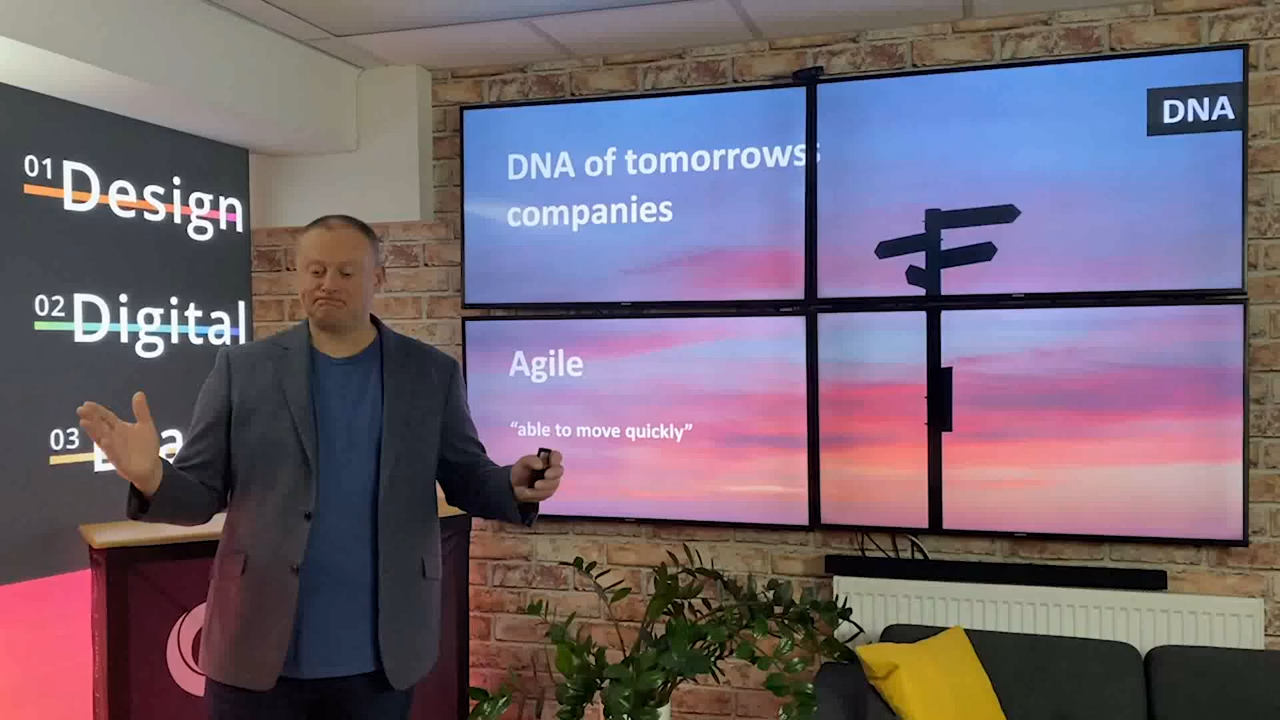 01 Design
02 Digital
03
DNA
DNA of tomorrows
companies
Agile
“able to move quickly”